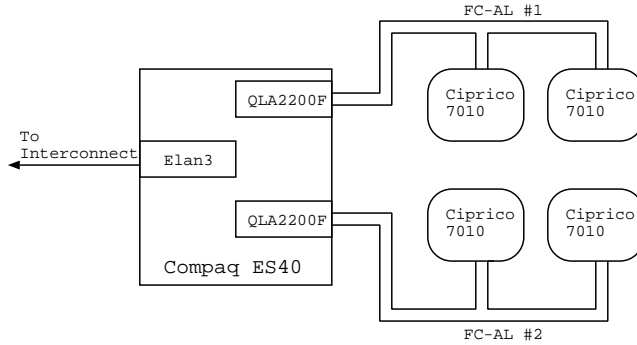 FC-AL #1
QLA2200F
Ciprico
7010
Ciprico
7010
To
Interconnect
Elan3
QLA2200F
Ciprico
7010
Ciprico
7010
Compaq ES40
FC-AL #2